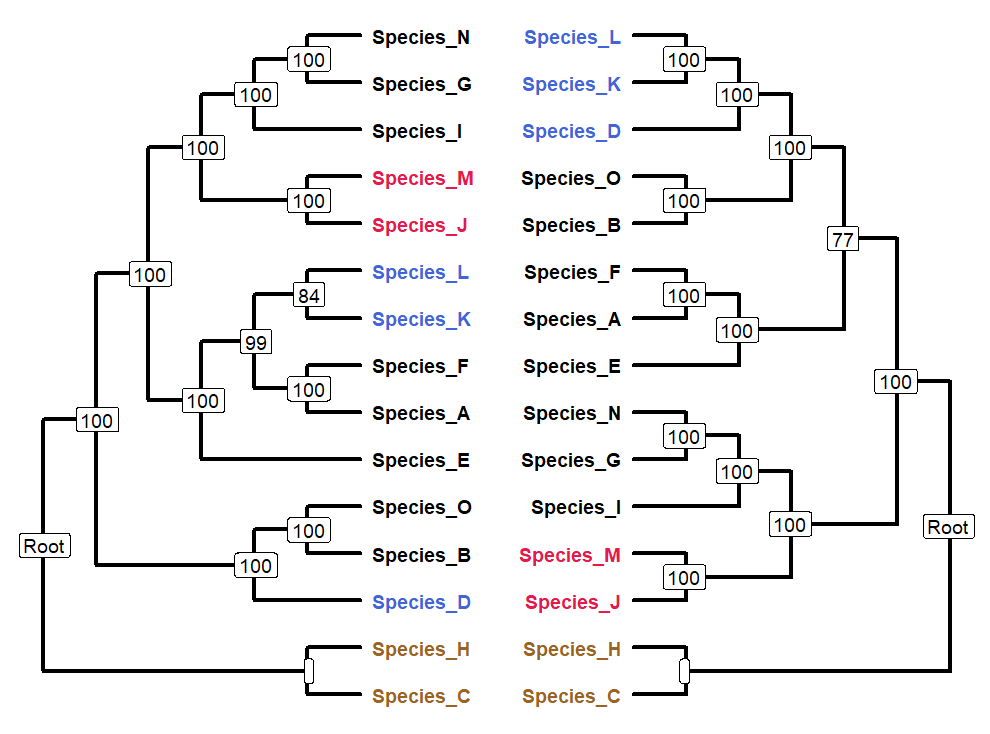 Species_N
Species_G
Species_I
Species_M
Species_J
Species_L
Species_K
Species_F
Species_A
Species_E
Species_O
Species_B
Species_D
Species_H
Species_C
100
100
100
100
100
84
99
100
100
100
100
100
Root
Species_L
Species_K
Species_D
Species_O
Species_B
Species_F
Species_A
Species_E
Species_N
Species_G
Species_I
Species_M
Species_J
Species_H
Species_C
100
100
100
100
77
100
100
100
100
100
100
100
Root